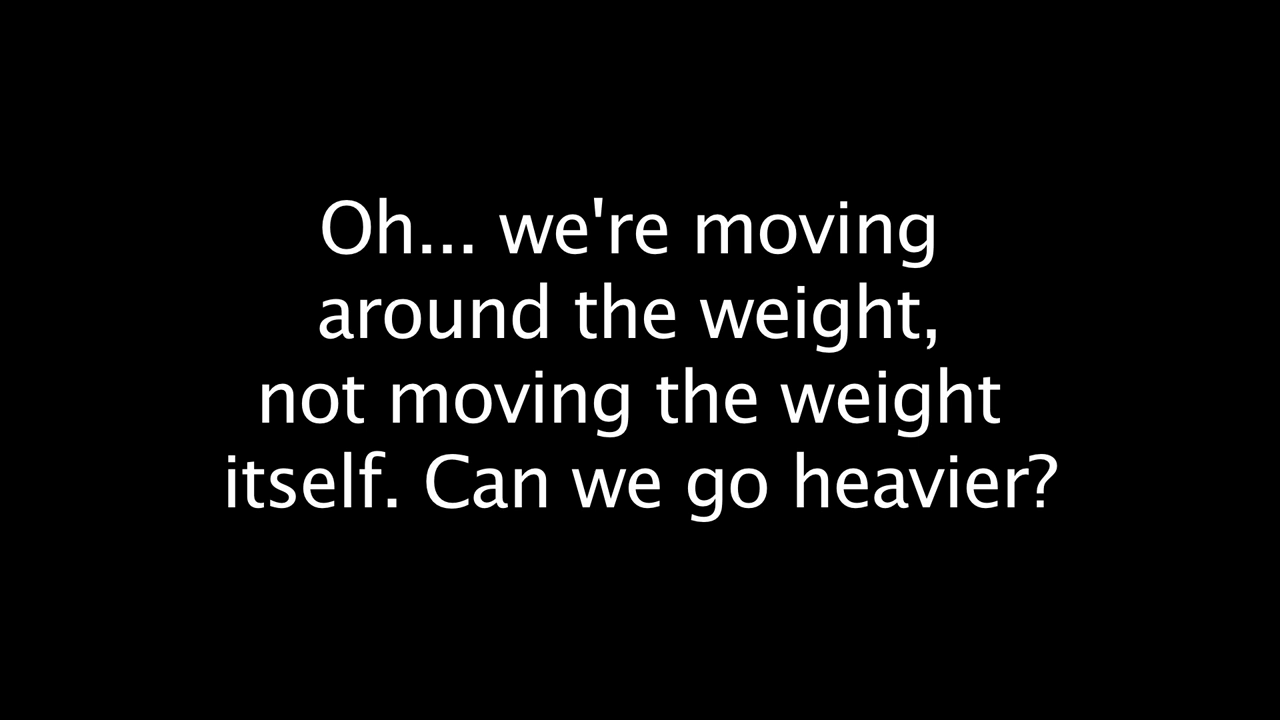 Oh... we're moving
around the weight,
not moving the weight
itself. Can we go heavier?